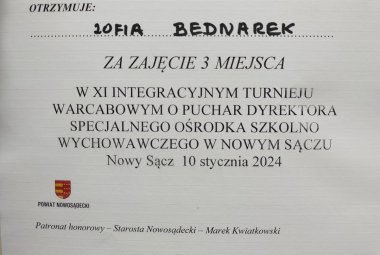 OTRZYMUJE:
ZOFIA BEDNAREK
ZA ZAJĘCIE 3 MIEJSCA
W XI INTEGRACYJNYM TURNIEJU
WARCABOWYM O PUCHAR DYREKTORA
SPECJALNEGO OŚRODKA SZKOLNO
WYCHOWAWCZEGO W NOWYM SĄCZU
Nowy Sącz 10 stycznia 2024
POWIAT NOWOSĄDECKI
Patronat honorowy – Starosta Nowosądecki – Marek Kwiatkowski